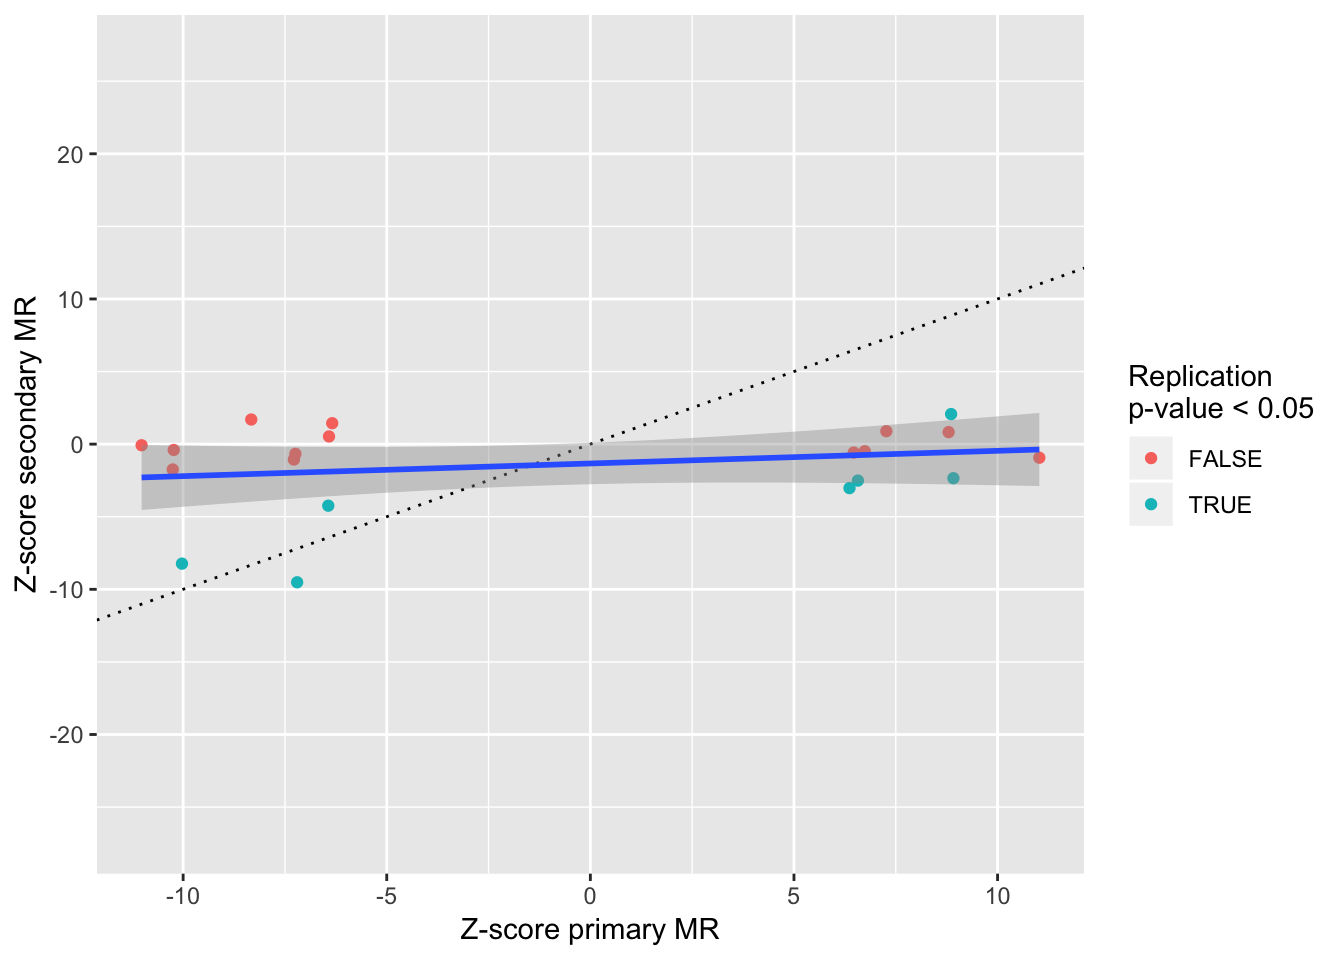 20
10
0
-10
-20
Z-score secondary MR
-10
-5
0
5
10
Z-score primary MR
Replication
p-value < 0.05
FALSE
TRUE